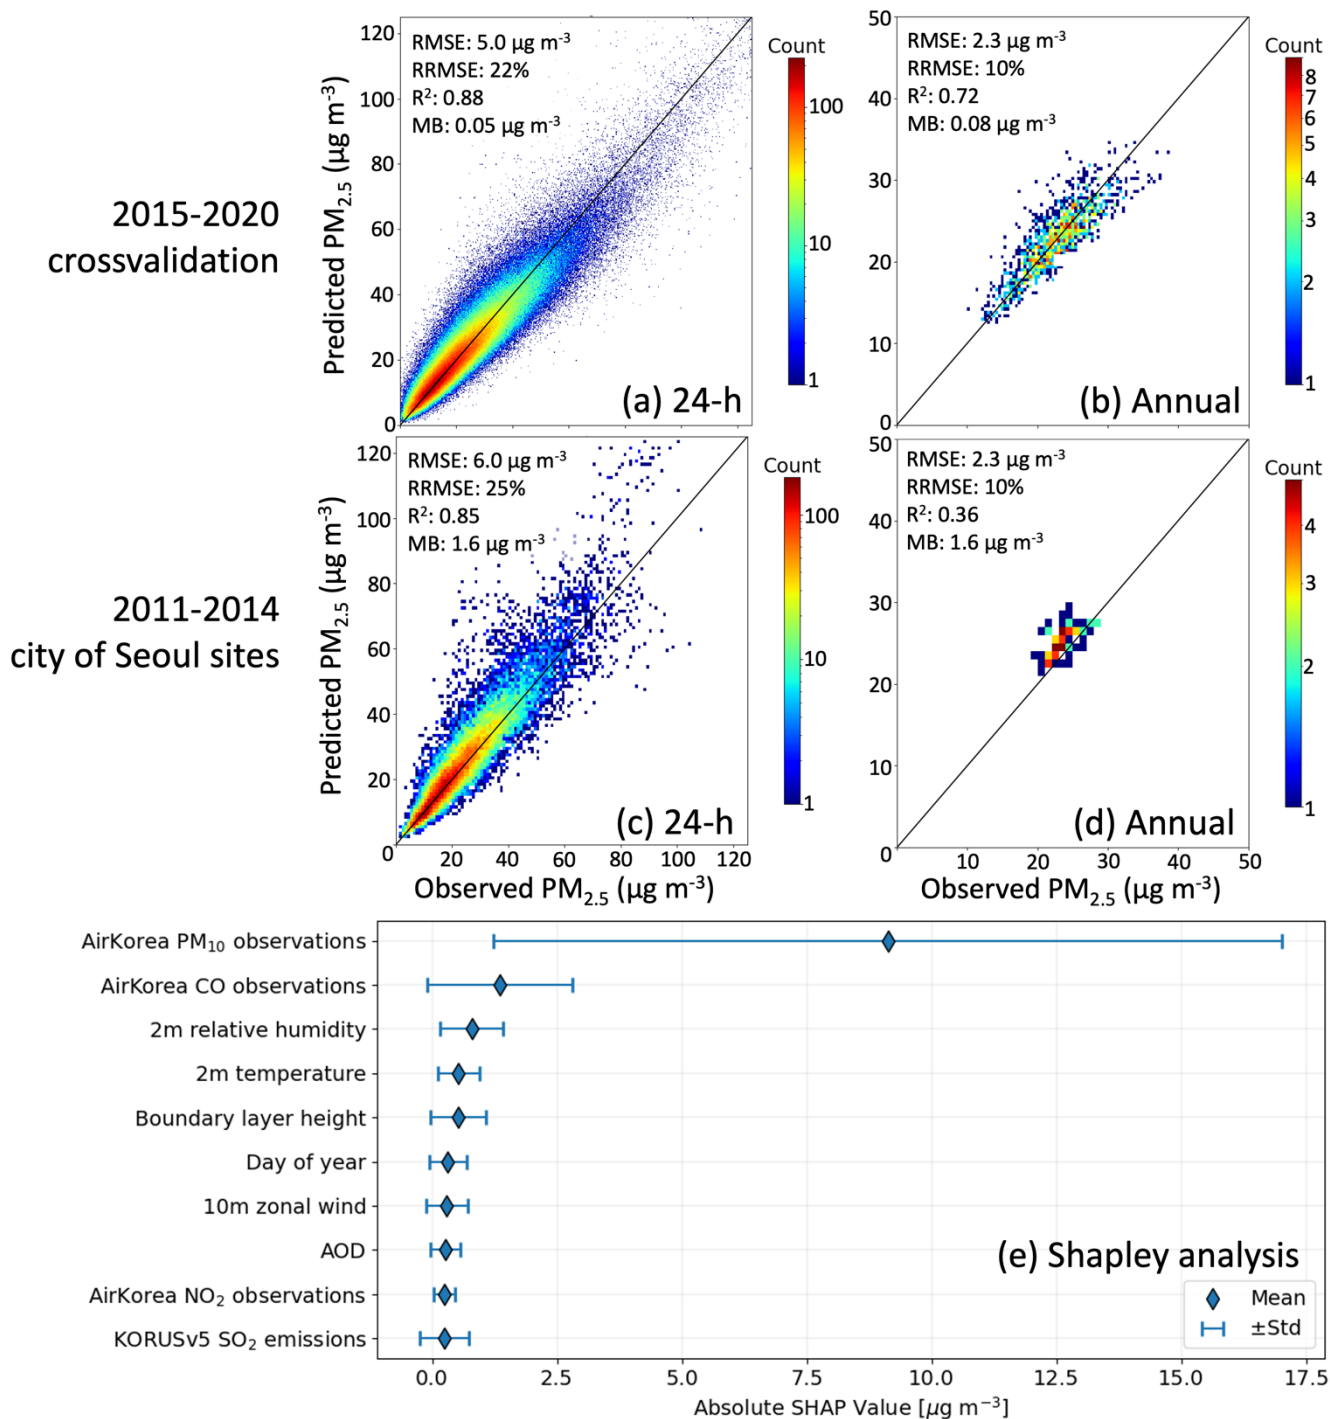 2015-2020
crossvalidation
Predicted PM2.5 (µg m-3)
120
100
80
60
40
20
0
RMSE: 5.0 µg m-3
RRMSE: 22%
R2: 0.88
MB: 0.05 µg m-3
(a) 24-h
Count
100
10
1
50
40
30
20
10
0
RMSE: 2.3 µg m-3
RRMSE: 10%
R2: 0.72
MB: 0.08 µg m-3
(b) Annual
Count
8
7
6
5
4
3
2
1
2011-2014
city of Seoul sites
Predicted PM2.5 (µg m-3)
120
100
80
60
40
20
0
RMSE: 6.0 µg m-3
RRMSE: 25%
R2: 0.85
MB: 1.6 µg m-3
(c) 24-h
20 40 60 80 100 120
Observed PM2.5 (µg m-3)
Count
100
10
1
50
40
30
20
10
0
RMSE: 2.3 µg m-3
RRMSE: 10%
R2: 0.36
MB: 1.6 µg m-3
(d) Annual
10 20 30 40 50
Observed PM2.5 (µg m-3)
Count
4
3
2
1
AirKorea PM10 observations
AirKorea CO observations
2m relative humidity
2m temperature
Boundary layer height
Day of year
10m zonal wind
AOD
AirKorea NO2 observations
KORUSv5 SO2 emissions
(e) Shapley analysis
Mean
±Std
0.0 2.5 5.0 7.5 10.0 12.5 15.0 17.5
Absolute SHAP Value [µg m−3]